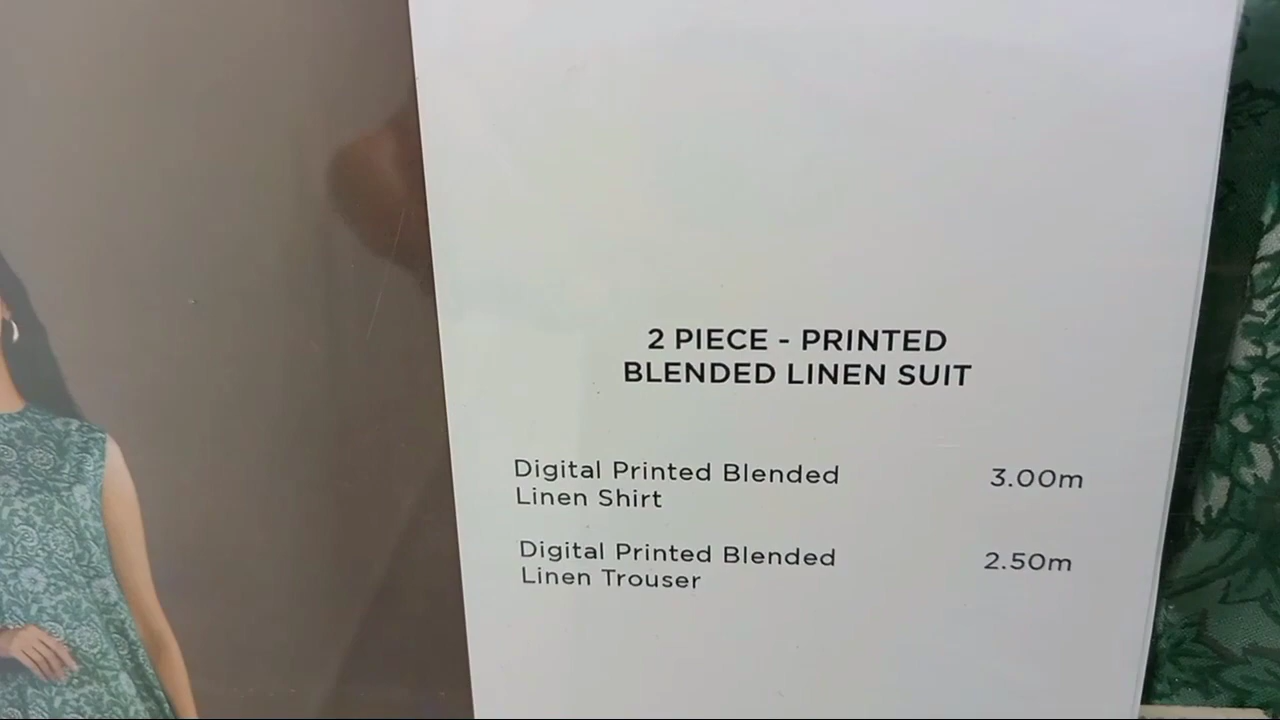 2 PIECE - PRINTED
BLENDED LINEN SUIT
Digital Printed Blended
Linen Shirt
3.00m
Digital Printed Blended
Linen Trouser
2.50m